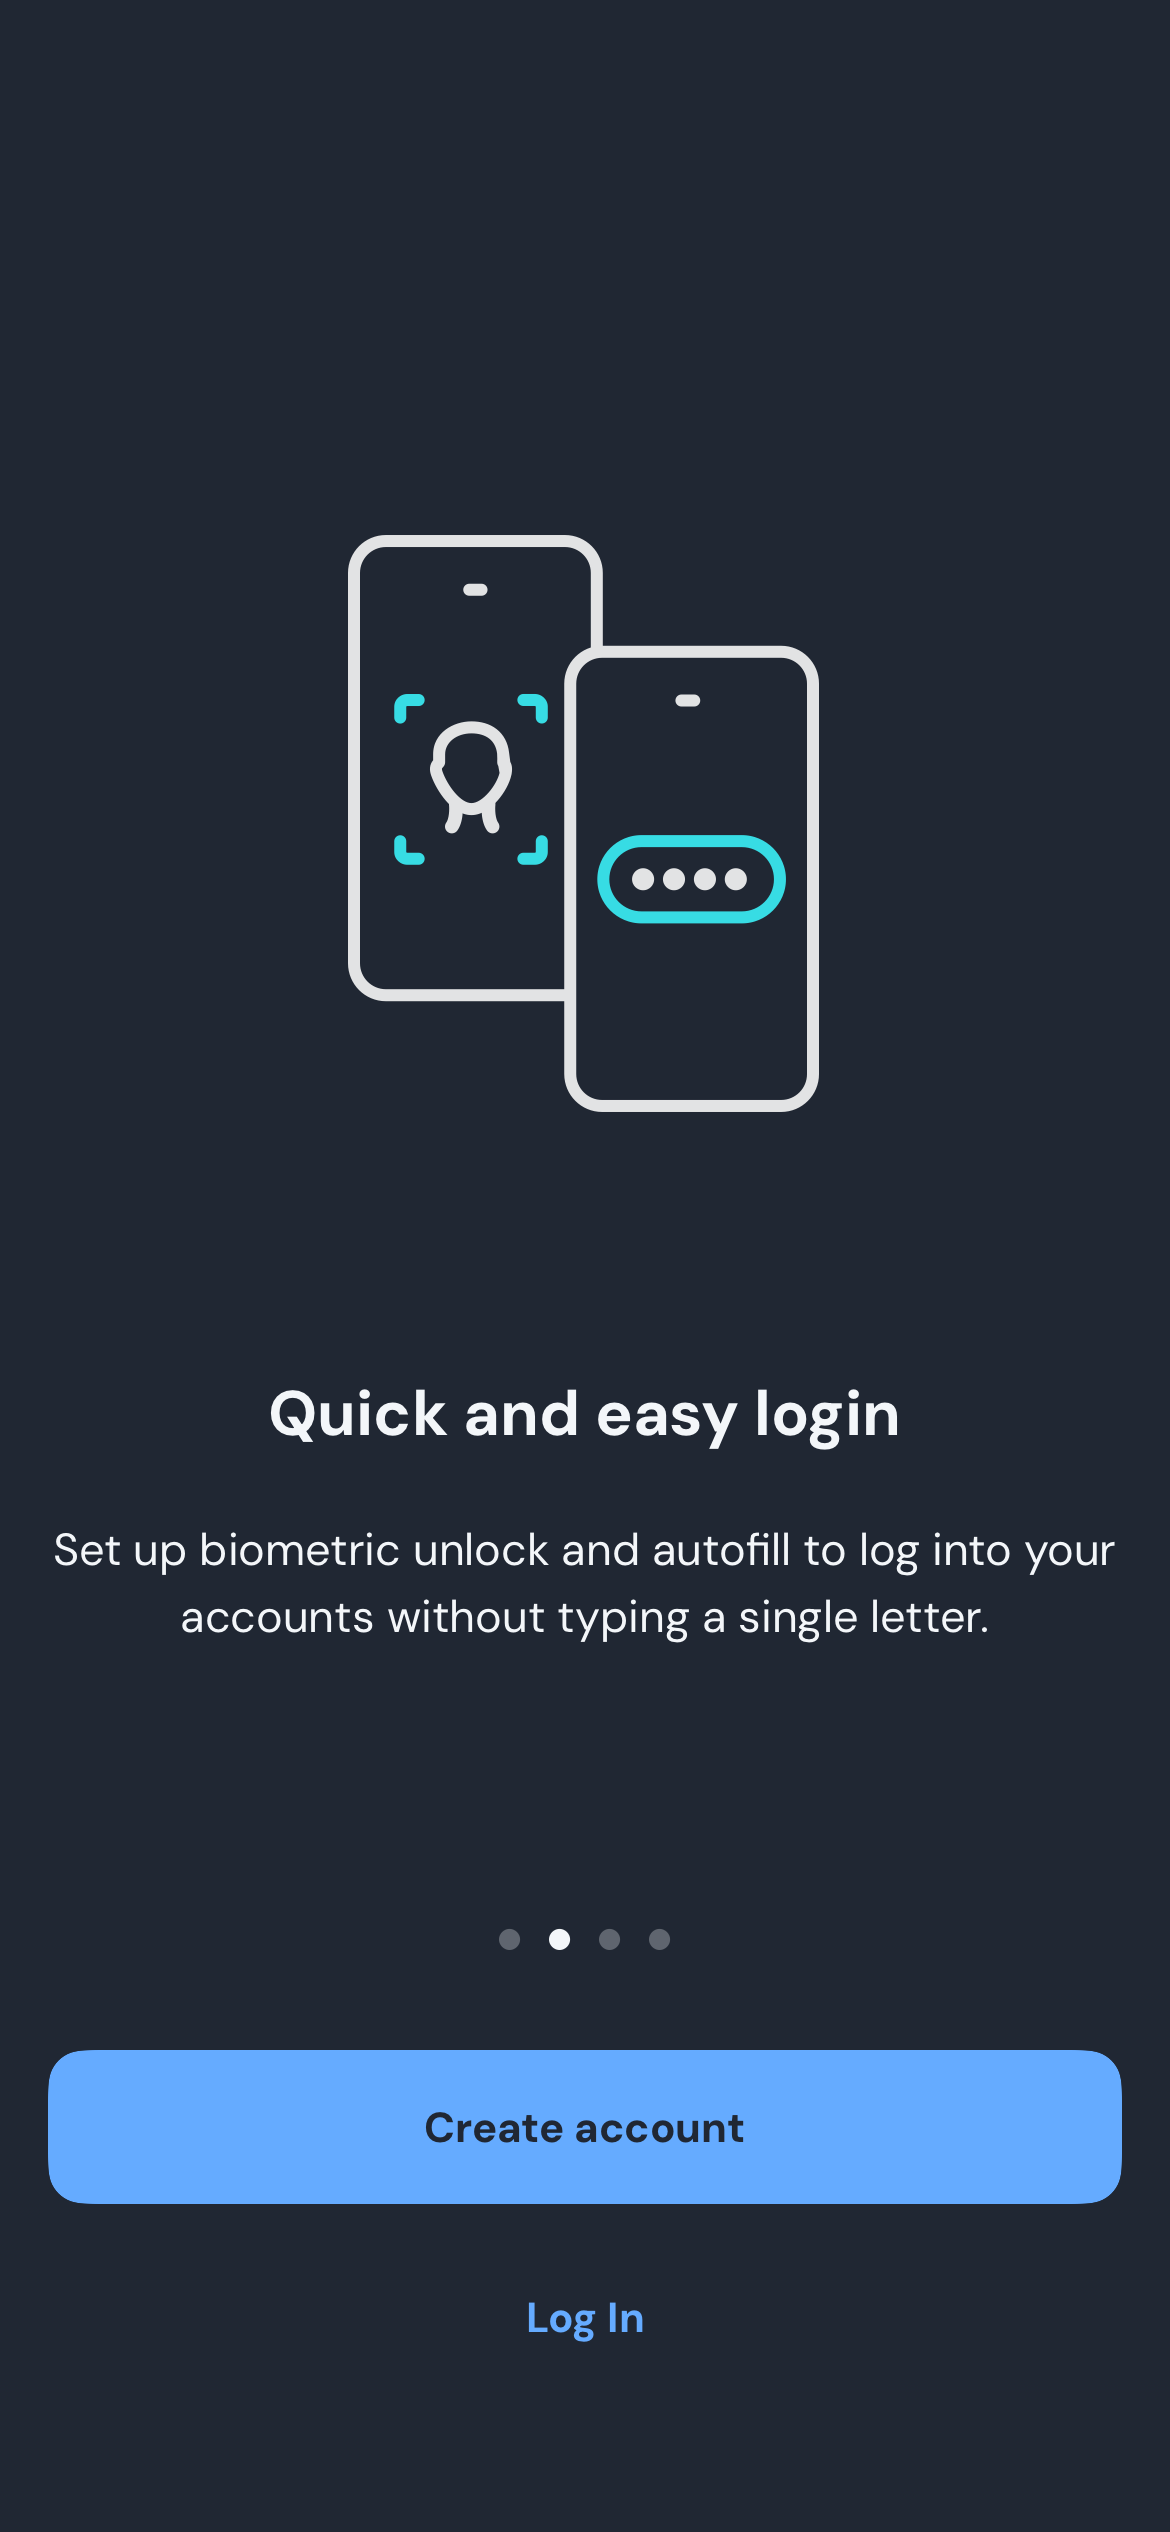 Quick and easy login
Set up biometric unlock and autofill to log into your
accounts without typing a single letter.
Create account
Log In